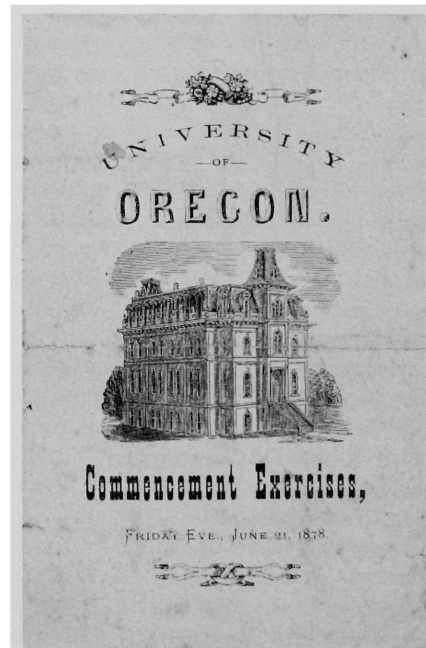 UNIVERSITY
—OF—
OREGON.
Commencement Exercises,
FRIDAY EVE., JUNE 21, 1878.